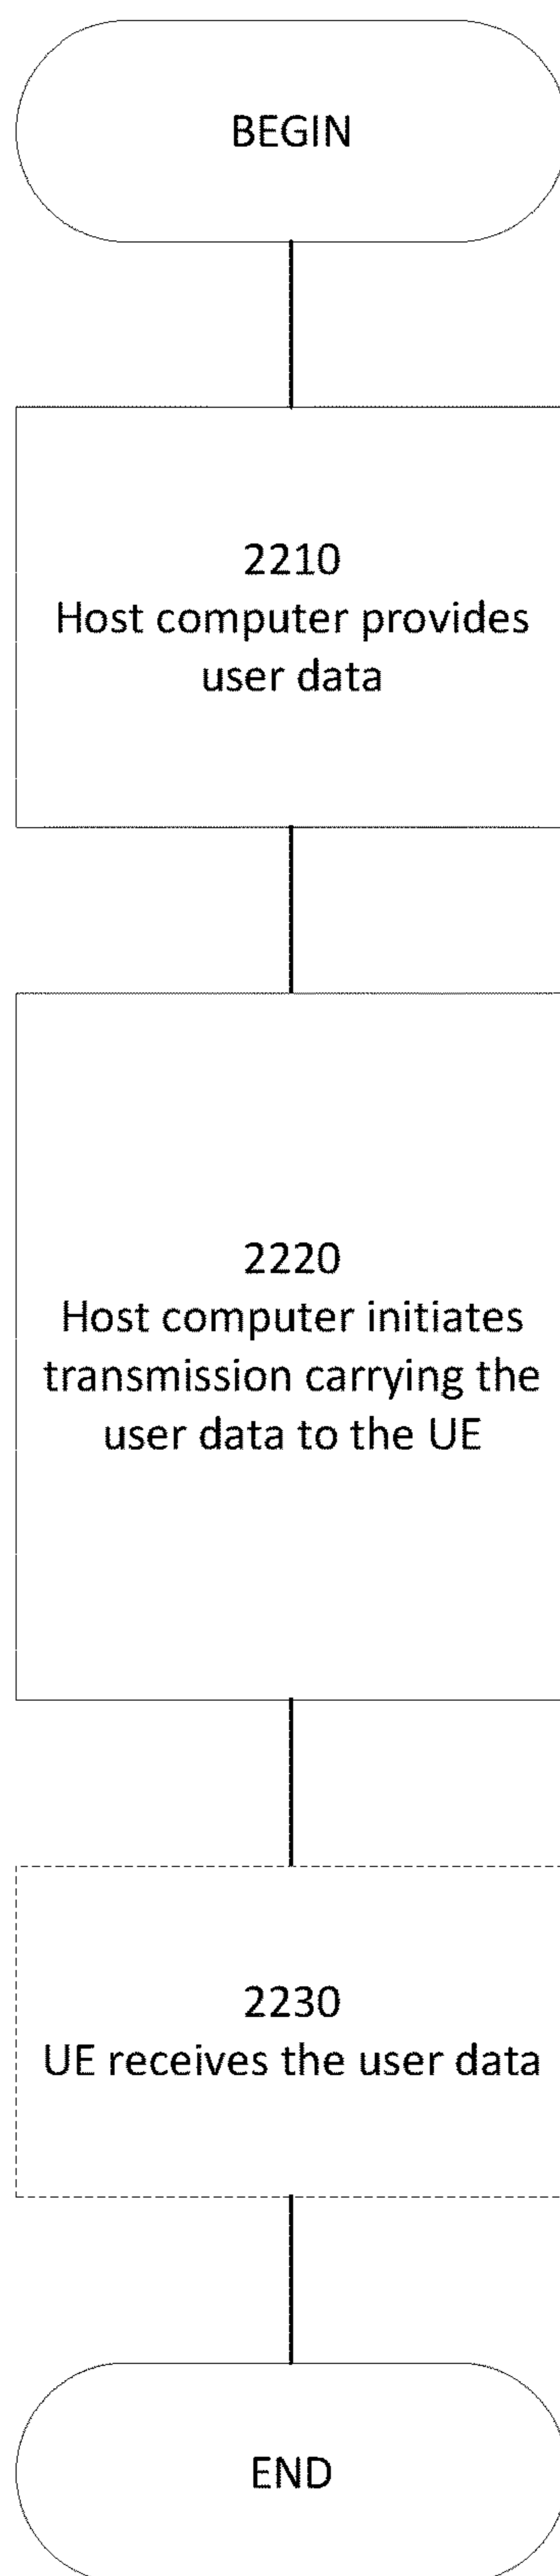 BEGIN
2210
Host computer provides
user data
2220
Host computer initiates
transmission carrying the
user data to the UE
2230
UE receives the user data
END